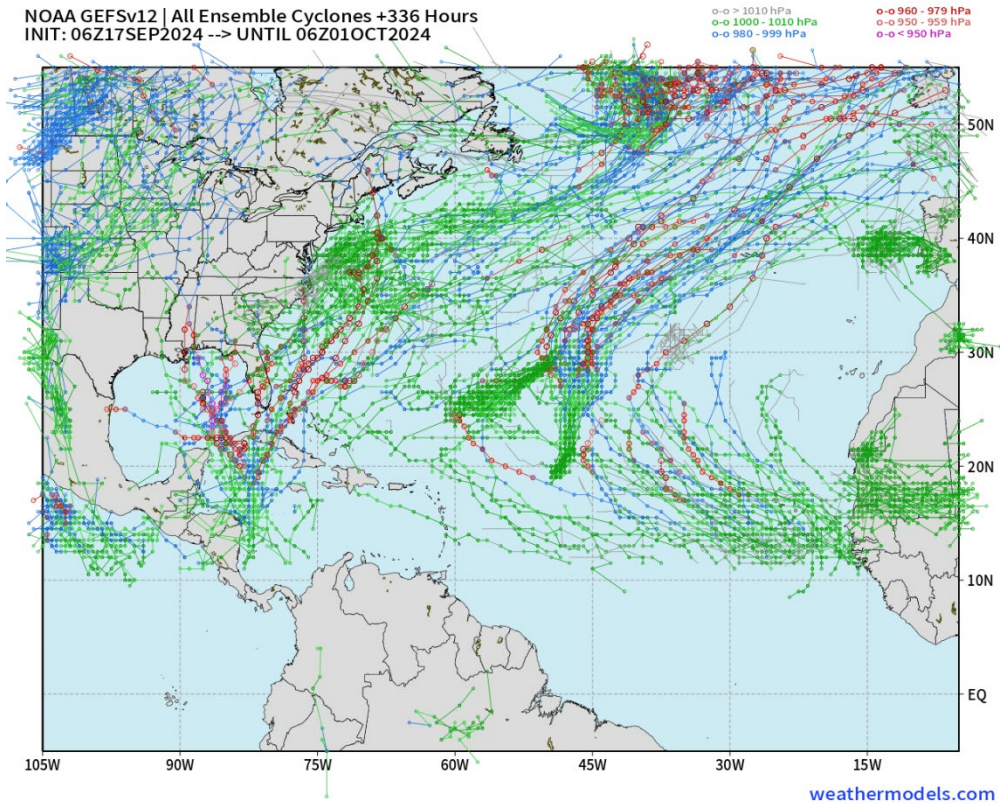 NOAA GEFSv12 | All Ensemble Cyclones +336 Hours
INIT: 06Z17SEP2024 --> UNTIL 06Z01OCT2024
o-o > 1010 hPa
o-o 1000 - 1010 hPa
o-o 980 - 999 hPa
o-o 960 - 979 hPa
o-o 950 - 959 hPa
o-o < 950 hPa
50N
40N
30N
20N
10N
EQ
105W 90W 75W 60W 45W 30W 15W
weathermodels.com